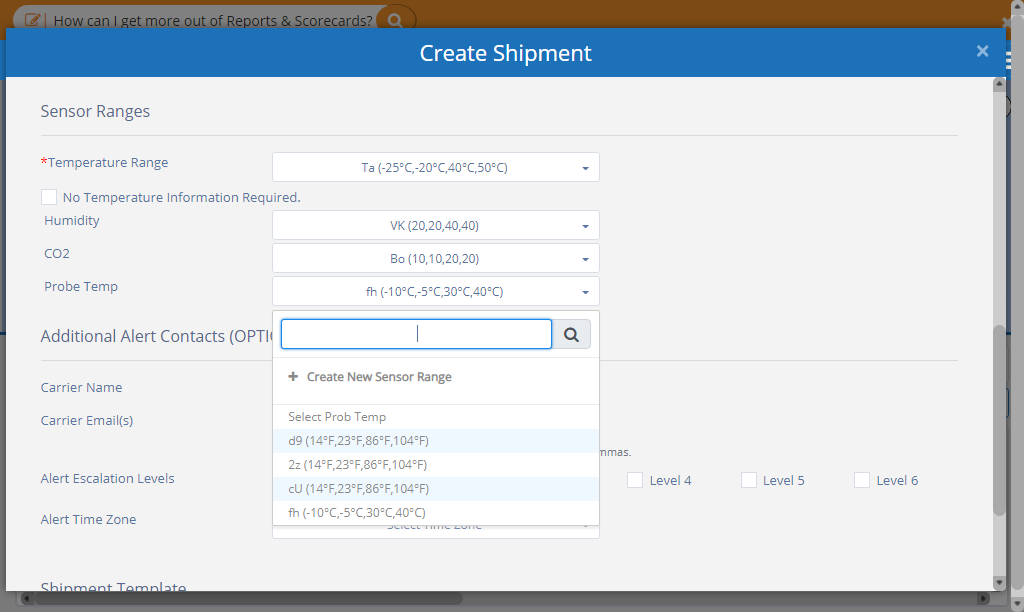 How can I get more out of Reports & Scorecards?
Create Shipment
Sensor Ranges
*Temperature Range
Ta (-25°C,-20°C,40°C,50°C)
No Temperature Information Required.
Humidity
VK (20,20,40,40)
CO2
Bo (10,10,20,20)
Probe Temp
fh (-10°C,-5°C,30°C,40°C)
Additional Alert Contacts (OPTI
Create New Sensor Range
Carrier Name
Select Prob Temp
Carrier Email(s)
d9 (14°F,23°F,86°F,104°F)
mmas.
2z (14°F,23°F,86°F,104°F)
Alert Escalation Levels
Level 4
Level 5
Level 6
cU (14°F,23°F,86°F,104°F)
fh (-10°C,-5°C,30°C,40°C)
Alert Time Zone
Select Time Zone
Shipment Template